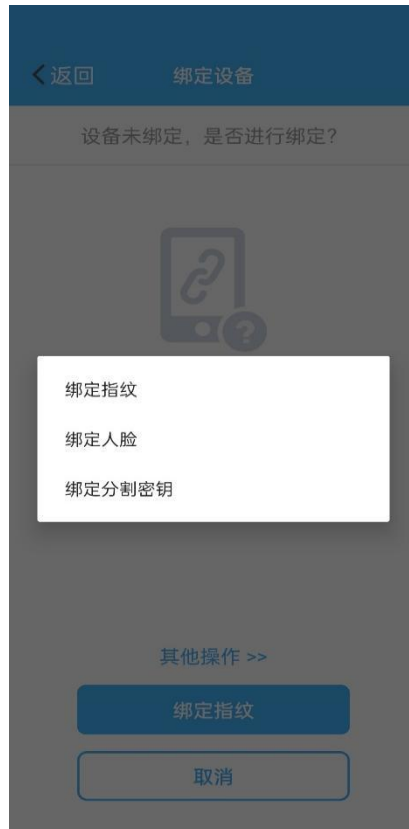 返回 绑定设备
设备未绑定，是否进行绑定？
?
绑定指纹
绑定人脸
绑定分割密钥
其他操作 >>
绑定指纹
取消